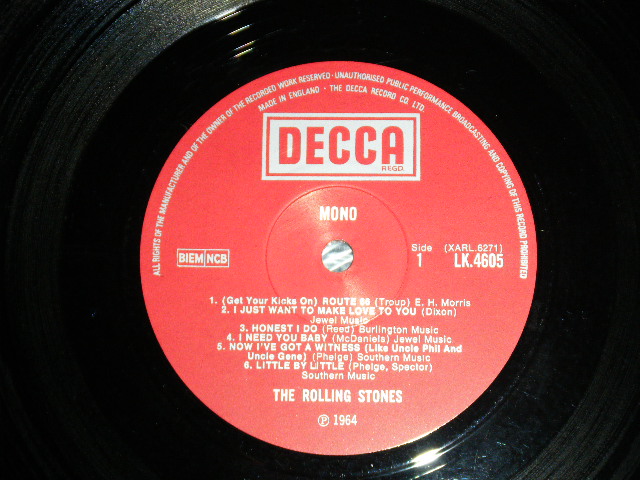 ALL RIGHTS OF THE MANUFACTURER AND OF THE OWNER OF THE RECORDED WORK RESERVED · UNAUTHORISED PUBLIC PERFORMANCE BROADCASTING AND COPYING OF THIS RECORD PROHIBITED
MADE IN ENGLAND · THE DECCA RECORD CO. LTD.
DECCA
REGD.
MONO
BIEM NCB
Side (XARL.6271)
1 LK.4605
1. (Get Your Kicks On) ROUTE 66 (Troup) E. H. Morris
2. I JUST WANT TO MAKE LOVE TO YOU (Dixon)
Jewel Music
3. HONEST I DO (Reed) Burlington Music
4. I NEED YOU BABY (McDaniels) Jewel Music
5. NOW I'VE GOT A WITNESS (Like Uncle Phil And
Uncle Gene) (Phelge) Southern Music
6. LITTLE BY LITTLE (Phelge, Spector)
Southern Music
THE ROLLING STONES
℗ 1964